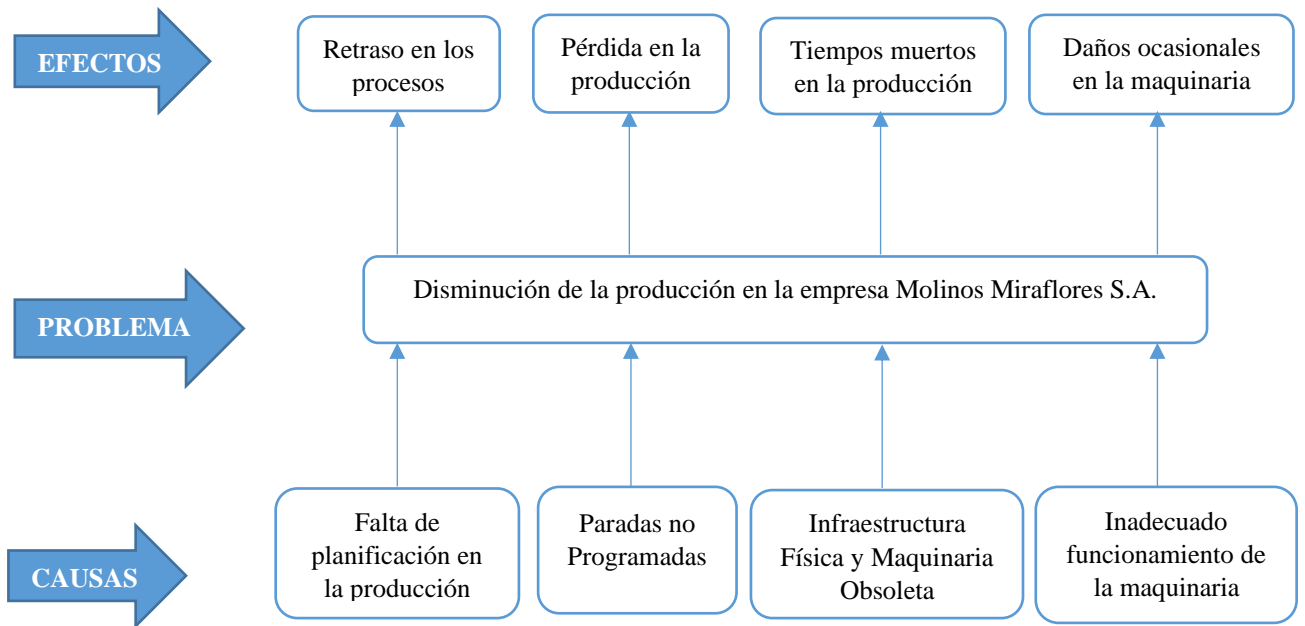 EFECTOS
Retraso en los
procesos
Pérdida en la
producción
Tiempos muertos
en la producción
Daños ocasionales
en la maquinaria
PROBLEMA
Disminución de la producción en la empresa Molinos Miraflores S.A.
CAUSAS
Falta de
planificación en
la producción
Paradas no
Programadas
Infraestructura
Física y Maquinaria
Obsoleta
Inadecuado
funcionamiento de
la maquinaria